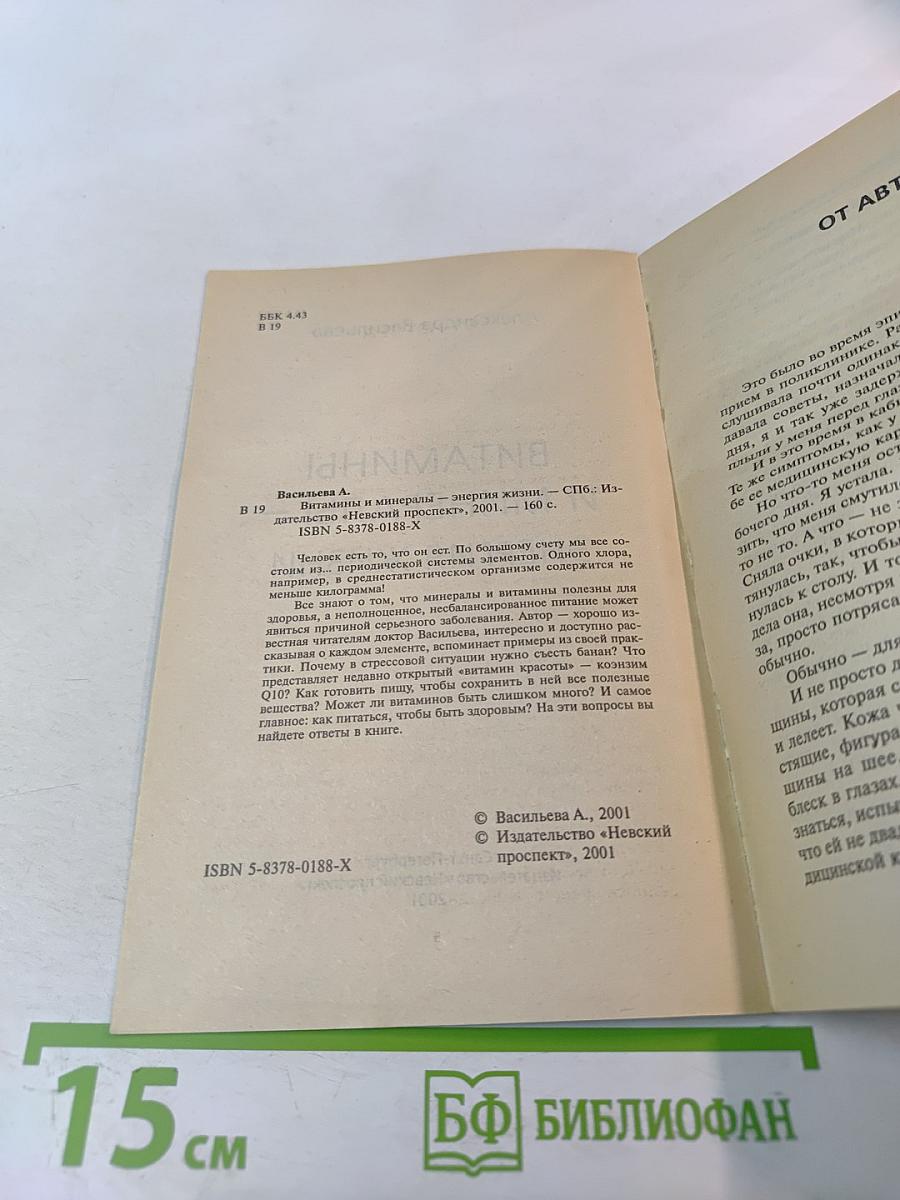 ББК 4.43
В 19
Васильева А.
В 19 Витамины и минералы — энергия жизни. — СПб.: Из-
дательство «Невский проспект», 2001. — 160 с.
ISBN 5-8378-0188-X
Человек есть то, что он ест. По большому счету мы все со-
стоим из... периодической системы элементов. Одного хлора,
например, в среднестатистическом организме содержится не
меньше килограмма!
Все знают о том, что минералы и витамины полезны для
здоровья, а неполноценное, несбалансированное питание может
явиться причиной серьезного заболевания. Автор — хорошо из-
вестная читателям доктор Васильева, интересно и доступно рас-
сказывая о каждом элементе, вспоминает примеры из своей прак-
тики. Почему в стрессовой ситуации нужно съесть банан? Что
представляет недавно открытый «витамин красоты» — коэнзим
Q10? Как готовить пищу, чтобы сохранить в ней все полезные
вещества? Может ли витаминов быть слишком много? И самое
главное: как питаться, чтобы быть здоровым? На эти вопросы вы
найдете ответы в книге.
© Васильева А., 2001
© Издательство «Невский
проспект», 2001
ISBN 5-8378-0188-X
ОТ АВТ
Это было во время эпи
прием в поликлинике. Ра
слушивала почти одинак
давала советы, назначал
дня, я и так уже задерж
плыли у меня перед глаз
И в это время в каби
Те же симптомы, как у
бе ее медицинскую кар
Но что-то меня ост
бочего дня. Я устала.
зить, что меня смутил
то не то. А что — не з
Сняла очки, в котори
тянулась, так, чтобы
нулась к столу. И то
дела она, несмотря
за, просто потряса
обычно.
Обычно — для
И не просто д
щины, которая с
и лелеет. Кожа ч
стящие, фигура
щины на шее.
блеск в глазах.
знаться, испы
что ей не двад
дицинской к
15 см
БФ БИБЛИОФАН